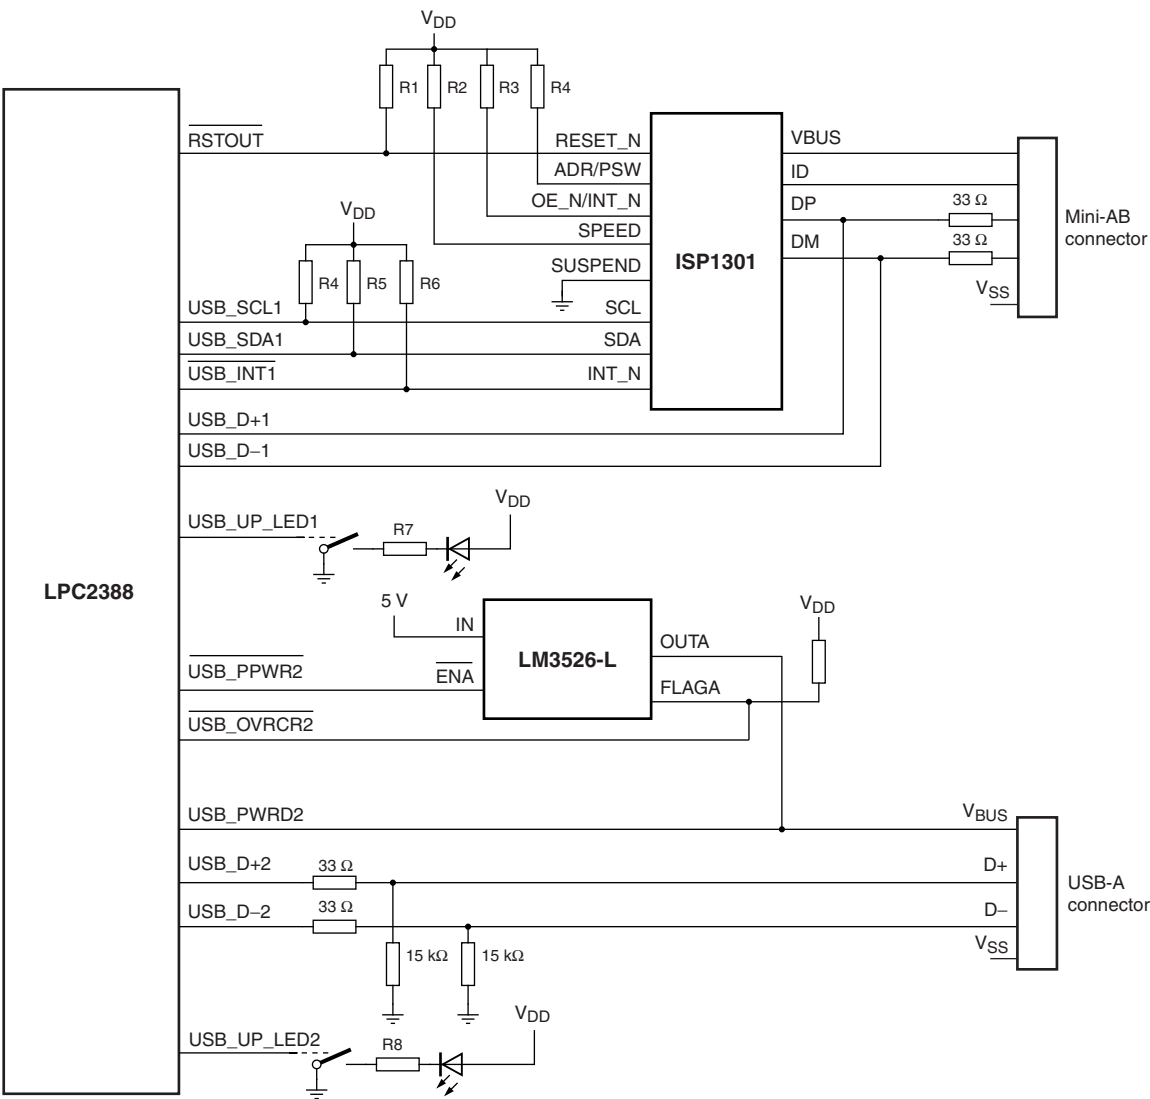 VDD
R1
R2
R3
R4
RSTOUT
RESET_N
VBUS
ADR/PSW
ID
OE_N/INT_N
DP
33 Ω
SPEED
DM
33 Ω
Mini-AB
connector
VDD
SUSPEND
ISP1301
R4
R5
R6
VSS
USB_SCL1
SCL
USB_SDA1
SDA
USB_INT1
INT_N
USB_D+1
USB_D−1
VDD
USB_UP_LED1
R7
LPC2388
5 V
IN
VDD
OUTA
LM3526-L
USB_PPWR2
ENA
FLAGA
USB_OVRCR2
USB_PWRD2
VBUS
USB_D+2
33 Ω
D+
USB-A
connector
USB_D−2
33 Ω
D−
15 kΩ
15 kΩ
VSS
VDD
USB_UP_LED2
R8